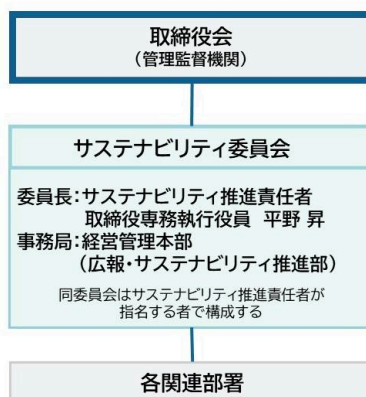 取締役会
（管理監督機関）
サステナビリティ委員会
委員長：サステナビリティ推進責任者
取締役専務執行役員 平野 昇
事務局：経営管理本部
（広報・サステナビリティ推進部）
同委員会はサステナビリティ推進責任者が
指名する者で構成する
各関連部署